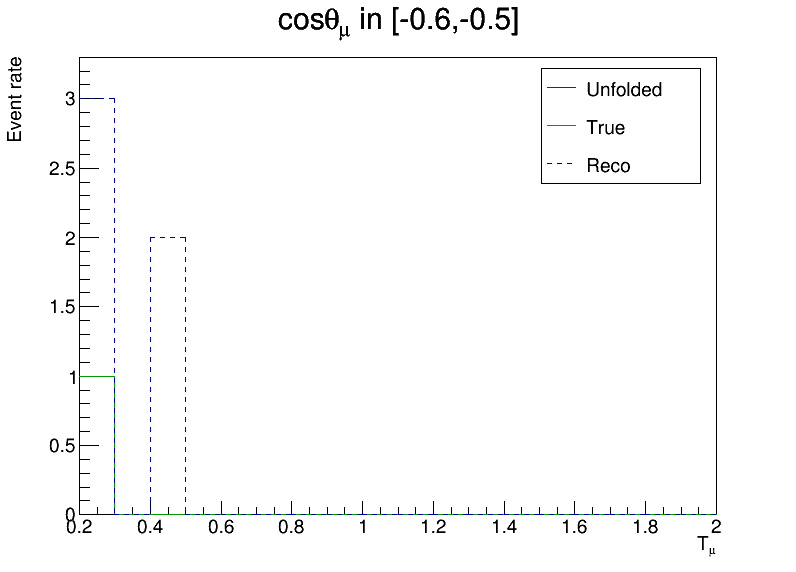 cosθμ in [-0.6,-0.5]
Event rate
Unfolded
True
Reco
3
2.5
2
1.5
1
0.5
0
0.2 0.4 0.6 0.8 1 1.2 1.4 1.6 1.8 2
Tμ